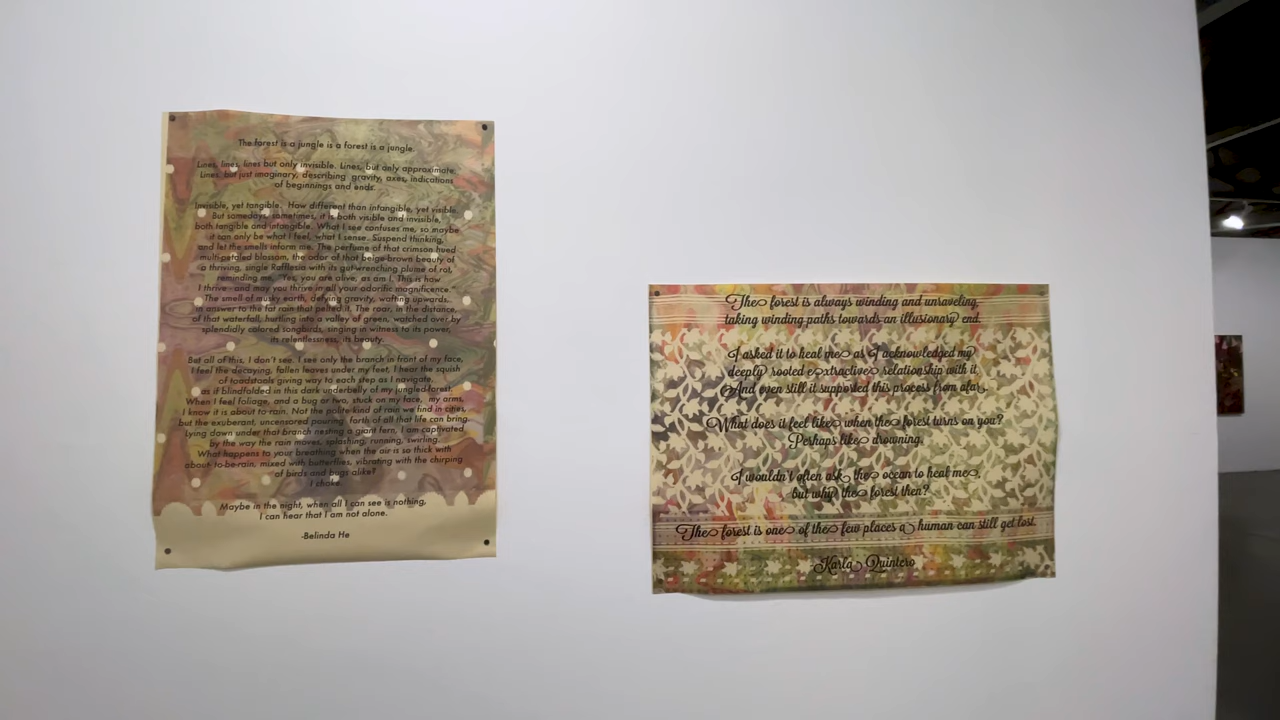 The forest is a jungle is a forest is a jungle.
Lines, lines, lines but only invisible. Lines, but only approximate.
Lines, but just imaginary, describing gravity, axes, indications
of beginnings and ends.
Invisible, yet tangible. How different than intangible, yet visible.
But somedays, sometimes, it is both visible and invisible,
both tangible and intangible. What I see confuses me, so maybe
it can only be what I feel, what I sense. Suspend thinking,
and let the smells inform me. The perfume of that crimson hued
multi-petaled blossom, the odor of that beige-brown beauty of
a thriving, single Rafflesia with its gut-wrenching plume of rot,
reminding me, "Yes, you are alive, as am I. This is how
I thrive - and may you thrive in all your odorific magnificence."
The smell of musky earth, defying gravity, wafting upwards,
in answer to the fat rain that pelted it. The roar, in the distance,
of that waterfall, hurtling into a valley of green, watched over by
splendidly colored songbirds, singing in witness to its power,
its relentlessness, its beauty.
But all of this, I don't see. I see only the branch in front of my face,
I feel the decaying, fallen leaves under my feet, I hear the squish
of toadstools giving way to each step as I navigate,
as if blindfolded in this dark underbelly of my jungled-forest.
When I feel foliage, and a bug or two, stuck on my face, my arms,
I know it is about to rain. Not the polite kind of rain we find in cities,
but the exuberant, uncensored pouring forth of all that life can bring.
Lying down under that branch nesting a giant fern, I am captivated
by the way the rain moves, splashing, running, swirling.
What happens to your breathing when the air is so thick with
about-to-be-rain, mixed with butterflies, vibrating with the chirping
of birds and bugs alike?
I choke.
Maybe in the night, when all I can see is nothing,
I can hear that I am not alone.
-Belinda He
The forest is always winding and unraveling,
taking winding paths towards an illusionary end.
I asked it to heal me as I acknowledged my
deeply rooted extractive relationship with it.
And even still it supported this process from afar.
What does it feel like when the forest turns on you?
Perhaps like drowning.
I wouldn't often ask the ocean to heal me,
but why the forest then?
The forest is one of the few places a human can still get lost.
-Karla Quintero